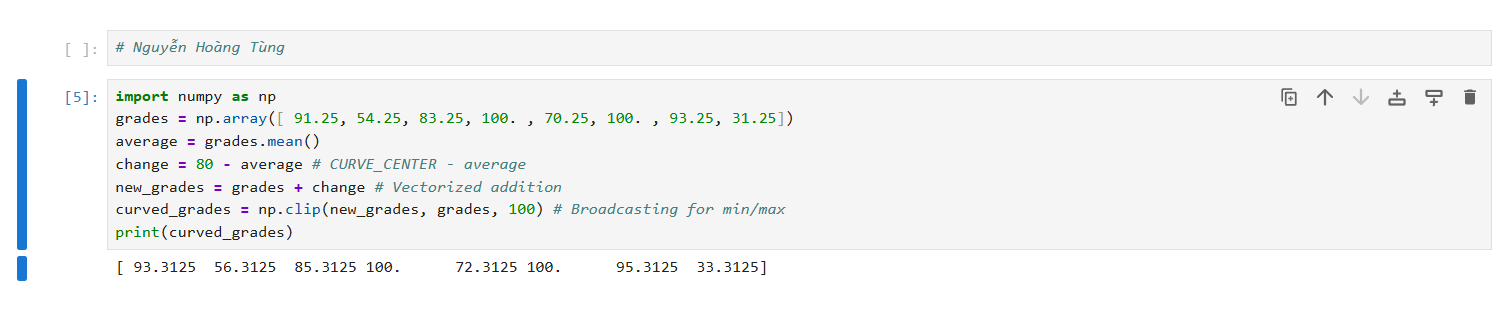 [ ]: # Nguyễn Hoàng Tùng
[5]: import numpy as np
grades = np.array([ 91.25, 54.25, 83.25, 100. , 70.25, 100. , 93.25, 31.25])
average = grades.mean()
change = 80 - average # CURVE_CENTER - average
new_grades = grades + change # Vectorized addition
curved_grades = np.clip(new_grades, grades, 100) # Broadcasting for min/max
print(curved_grades)
[ 93.3125  56.3125  85.3125 100.      72.3125 100.      95.3125  33.3125]